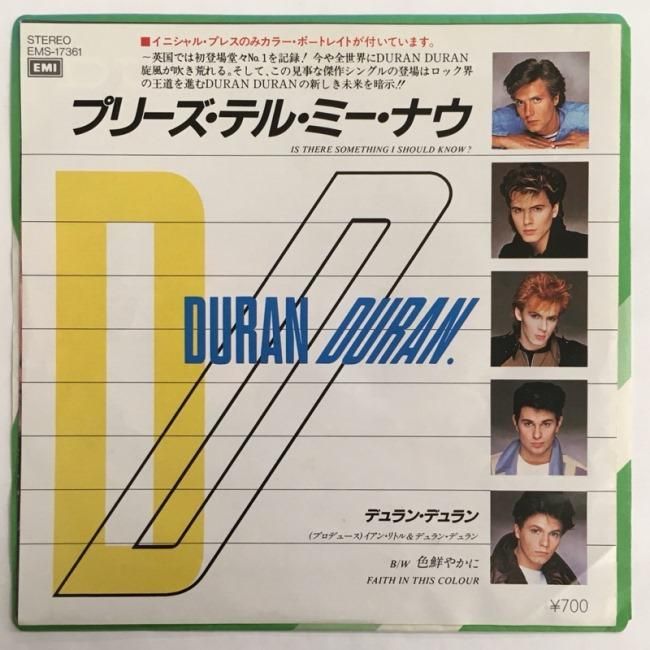 STEREO
EMS-17361
EMI
■イニシャル・プレスのみカラー・ポートレイトが付いています。
～英国では初登場堂々No.1を記録！今や全世界にDURAN DURAN
旋風が吹き荒れる。そして、この見事な傑作シングルの登場はロック界
の王道を進むDURAN DURANの新しき未来を暗示!!
プリーズ・テル・ミー・ナウ
IS THERE SOMETHING I SHOULD KNOW?
DD
DURAN DURAN.
デュラン・デュラン
(プロデュース)イアン・リトル&デュラン・デュラン
B/W 色鮮やかに
FAITH IN THIS COLOUR
¥700